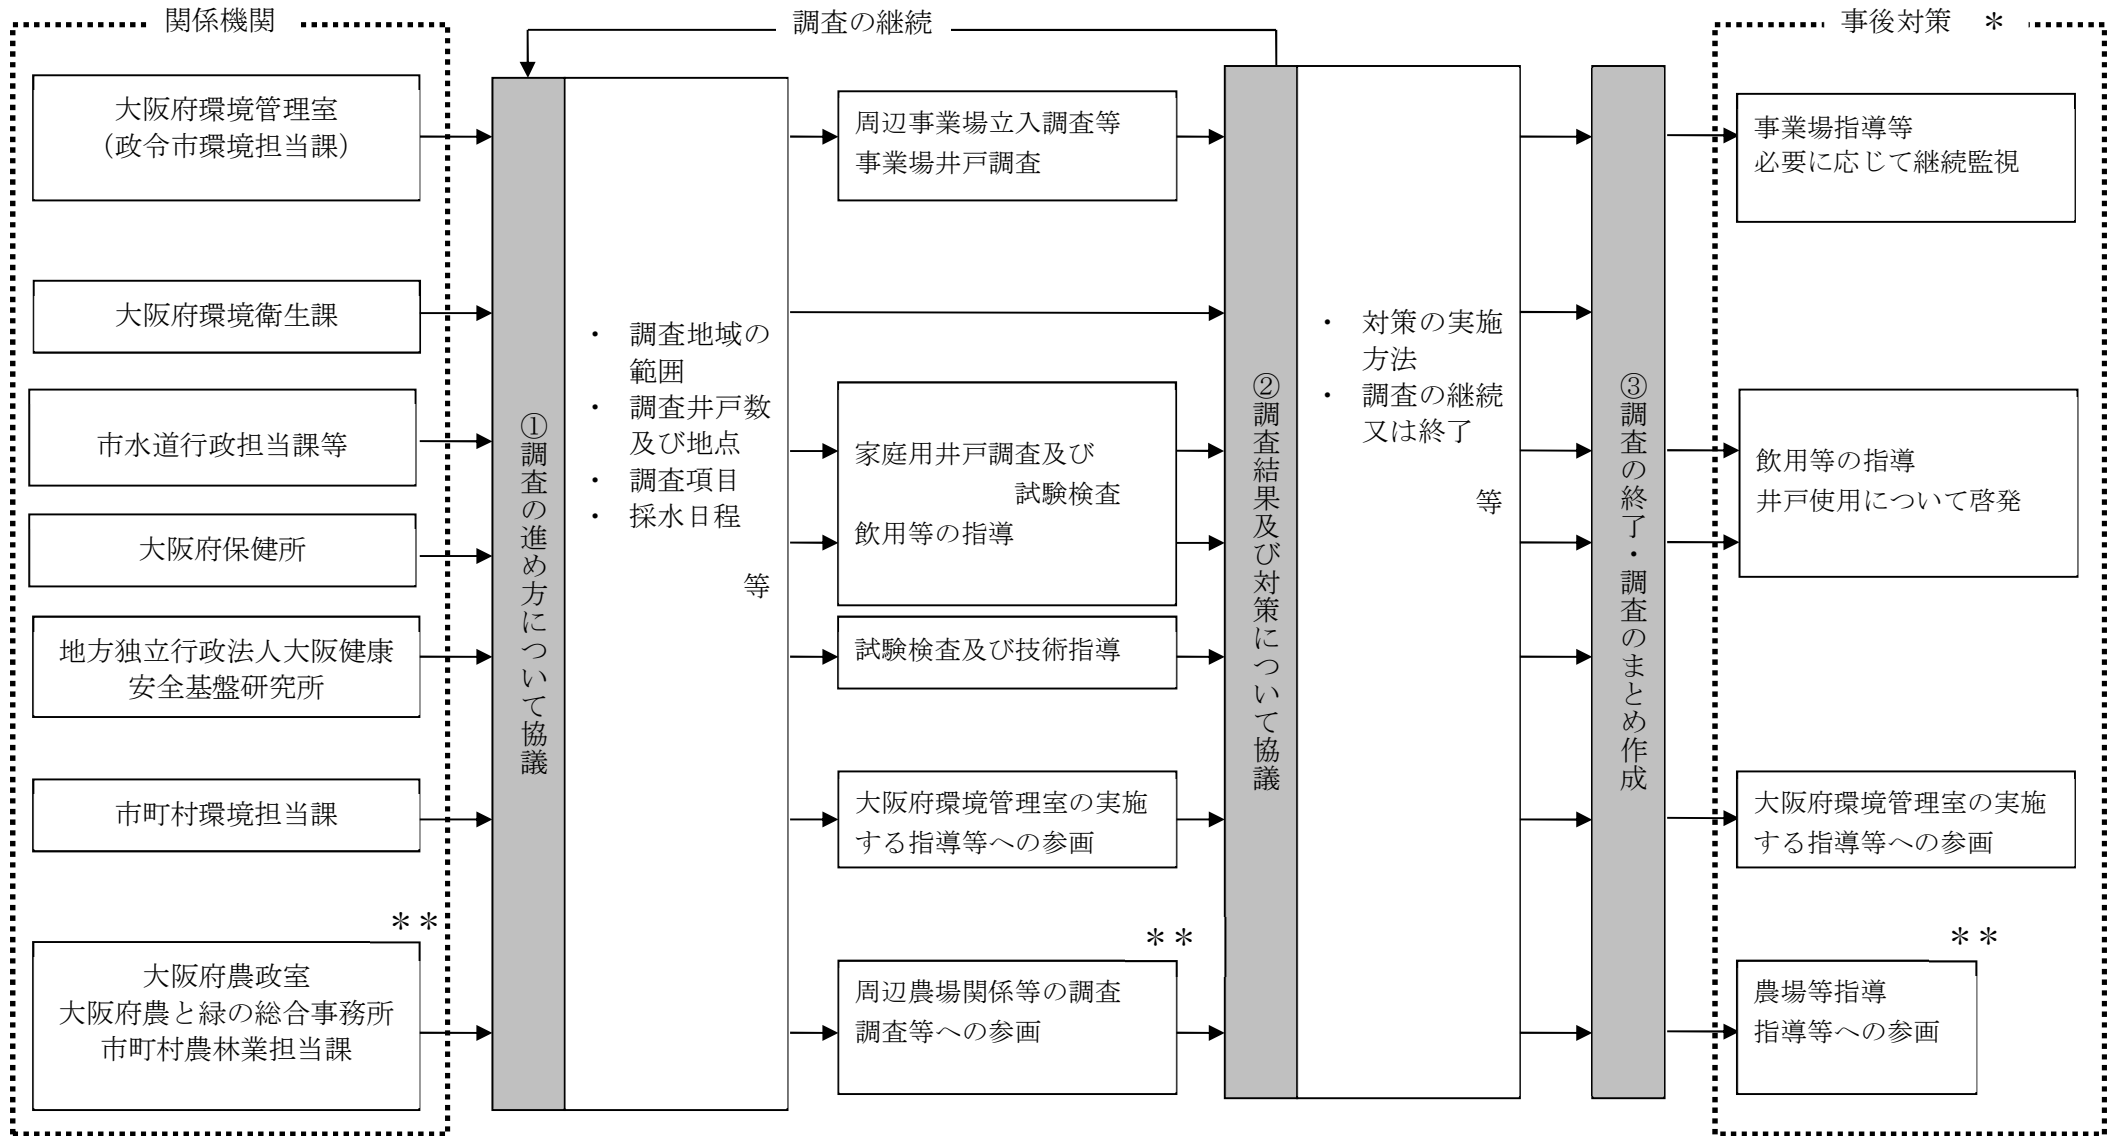 関係機関
調査の継続
事後対策 ＊
大阪府環境管理室
（政令市環境担当課）
大阪府環境衛生課
市水道行政担当課等
大阪府保健所
地方独立行政法人大阪健康
安全基盤研究所
市町村環境担当課
＊＊
大阪府農政室
大阪府農と緑の総合事務所
市町村農林業担当課
①調査の進め方について協議
・ 調査地域の
範囲
・ 調査井戸数
及び地点
・ 調査項目
・ 採水日程
等
周辺事業場立入調査等
事業場井戸調査
家庭用井戸調査及び
試験検査
飲用等の指導
試験検査及び技術指導
大阪府環境管理室の実施
する指導等への参画
＊＊
周辺農場関係等の調査
調査等への参画
②調査結果及び対策について協議
・ 対策の実施
方法
・ 調査の継続
又は終了
等
③調査の終了・調査のまとめ作成
事業場指導等
必要に応じて継続監視
飲用等の指導
井戸使用について啓発
大阪府環境管理室の実施
する指導等への参画
＊＊
農場等指導
指導等への参画